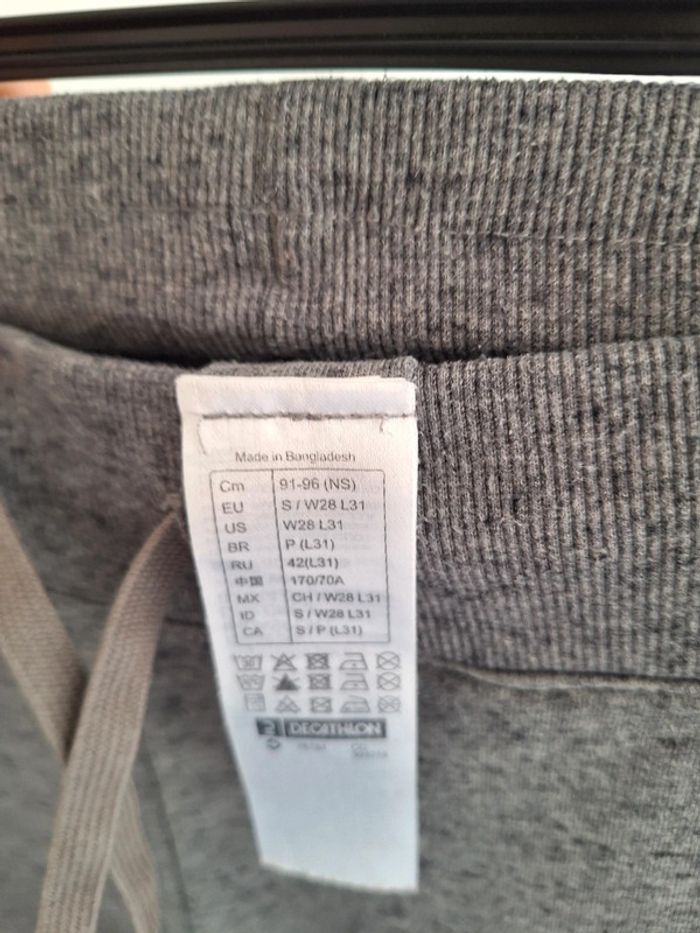 Made in Bangladesh
Cm 91-96 (NS)
EU S / W28 L31
US W28 L31
BR P (L31)
RU 42(L31)
中国 170/70A
MX CH / W28 L31
ID S / W28 L31
CA S / P (L31)
DECATHLON